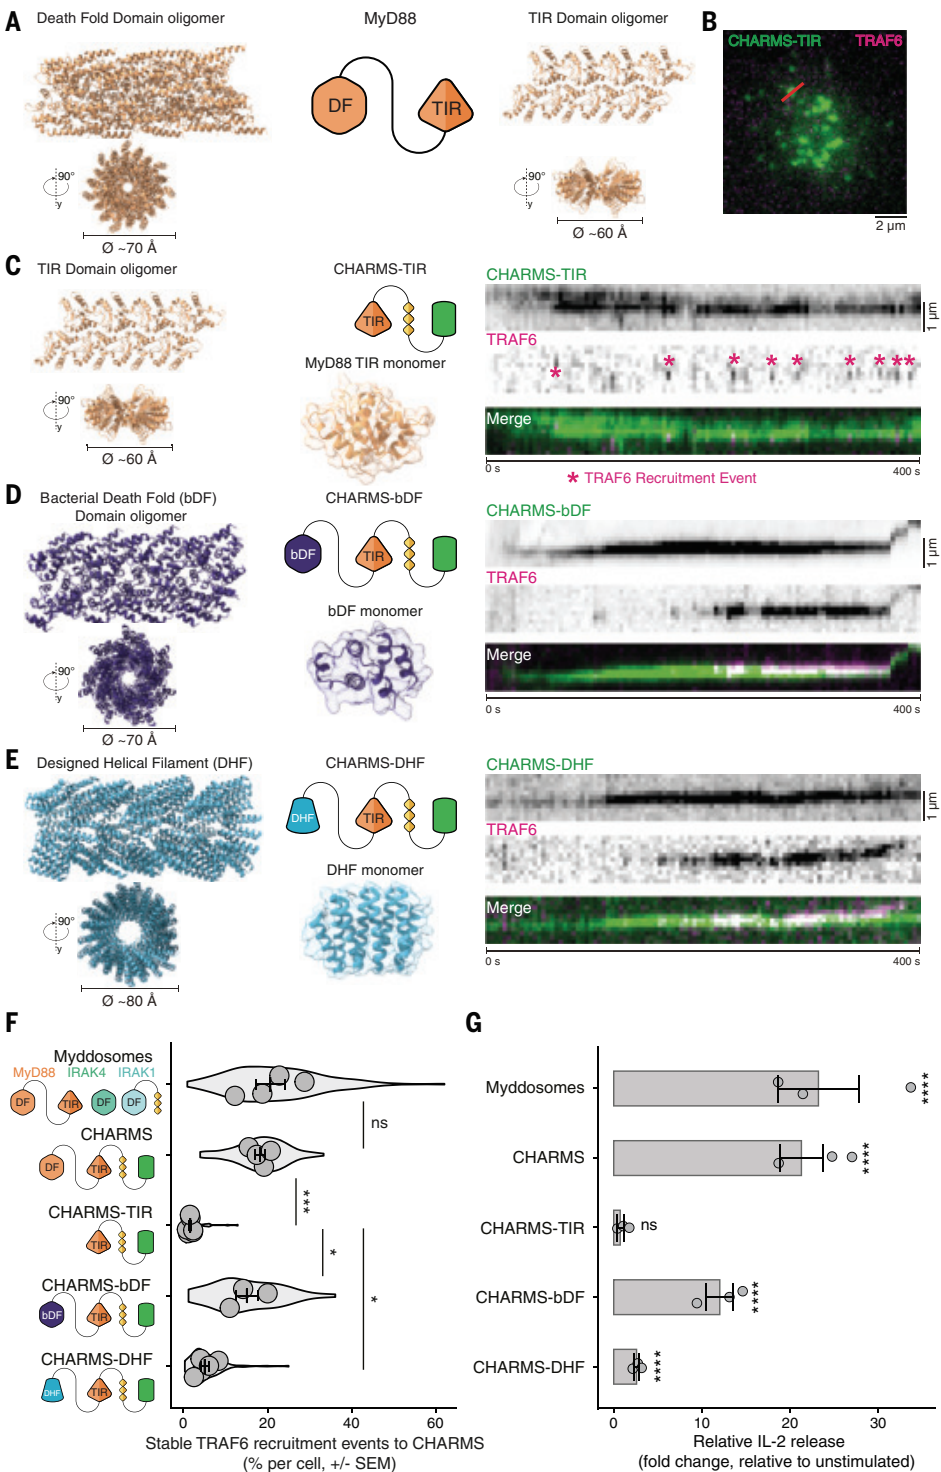 A
Death Fold Domain oligomer
MyD88
TIR Domain oligomer
B
CHARMS-TIR
TRAF6
DF
TIR
90°
y
Ø ~70 Å
90°
y
Ø ~60 Å
2 µm
C
TIR Domain oligomer
CHARMS-TIR
TIR
MyD88 TIR monomer
90°
y
Ø ~60 Å
CHARMS-TIR
1 µm
TRAF6
* * * * * * * * *
Merge
0 s
400 s
* TRAF6 Recruitment Event
D
Bacterial Death Fold (bDF)
Domain oligomer
CHARMS-bDF
bDF
TIR
bDF monomer
90°
y
Ø ~70 Å
CHARMS-bDF
1 µm
TRAF6
Merge
0 s
400 s
E
Designed Helical Filament (DHF)
CHARMS-DHF
DHF
TIR
DHF monomer
90°
y
Ø ~80 Å
CHARMS-DHF
1 µm
TRAF6
Merge
0 s
400 s
F
Myddosomes
MyD88 IRAK4 IRAK1
DF TIR DF DF
CHARMS
DF TIR
CHARMS-TIR
TIR
CHARMS-bDF
bDF TIR
CHARMS-DHF
DHF TIR
ns
***
*
*
0 20 40 60
Stable TRAF6 recruitment events to CHARMS
(% per cell, +/- SEM)
G
Myddosomes
****
CHARMS
****
CHARMS-TIR
ns
CHARMS-bDF
****
CHARMS-DHF
****
0 10 20 30
Relative IL-2 release
(fold change, relative to unstimulated)